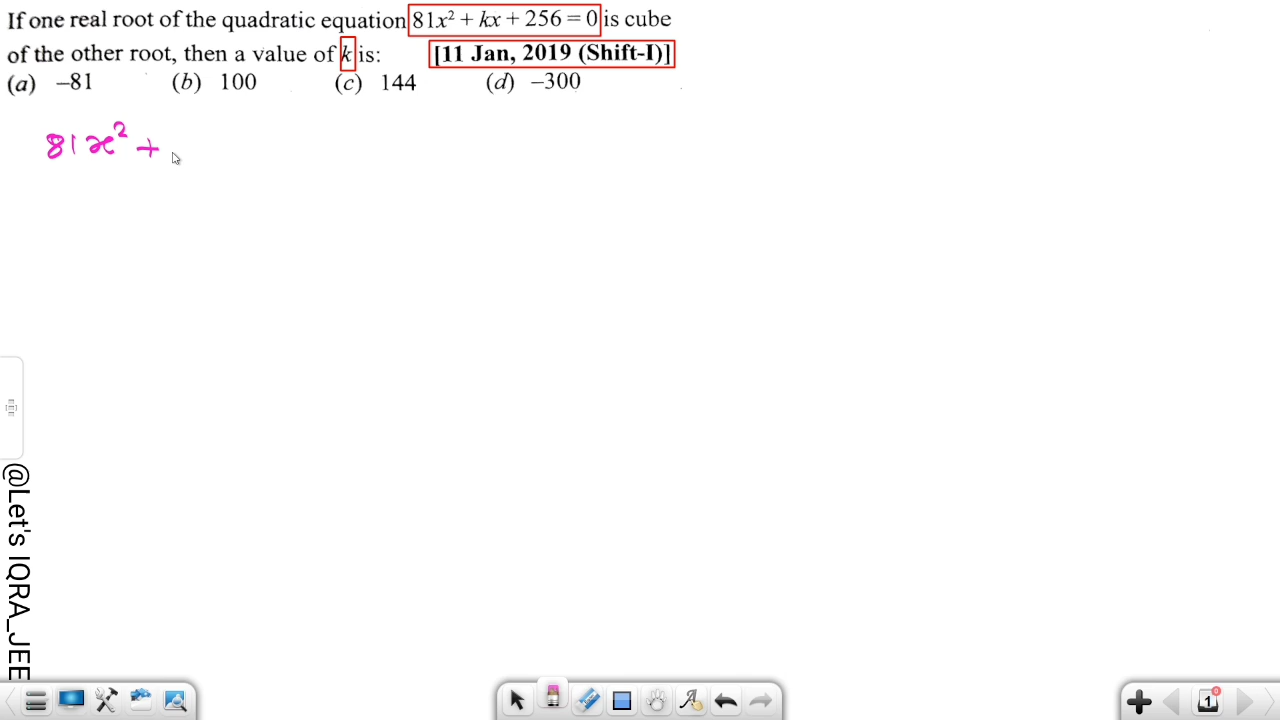 If one real root of the quadratic equation 81x² + kx + 256 = 0 is cube
of the other root, then a value of k is: [11 Jan, 2019 (Shift-I)]
(a) –81 (b) 100 (c) 144 (d) –300
81x² +
@Let's IQRA_JEE
1